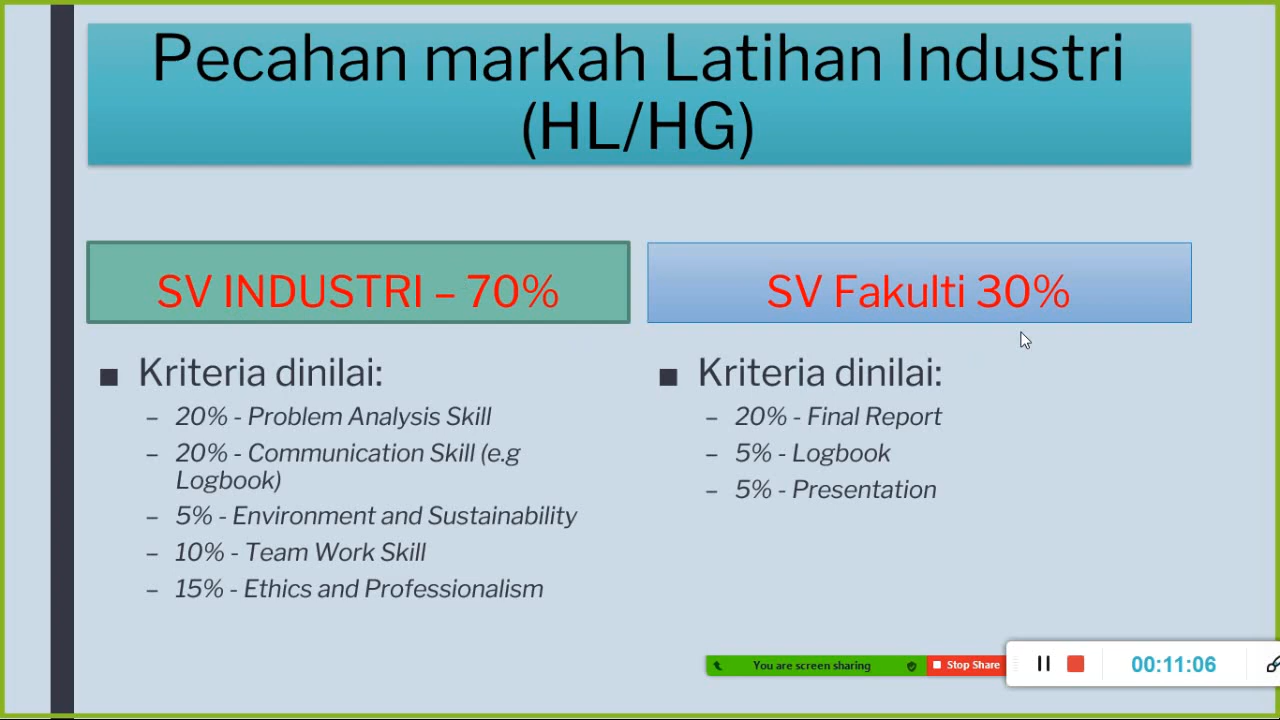 Pecahan markah Latihan Industri
(HL/HG)
SV INDUSTRI – 70%
■ Kriteria dinilai:
– 20% - Problem Analysis Skill
– 20% - Communication Skill (e.g
Logbook)
– 5% - Environment and Sustainability
– 10% - Team Work Skill
– 15% - Ethics and Professionalism
SV Fakulti 30%
■ Kriteria dinilai:
– 20% - Final Report
– 5% - Logbook
– 5% - Presentation
You are screen sharing
Stop Share
00:11:06